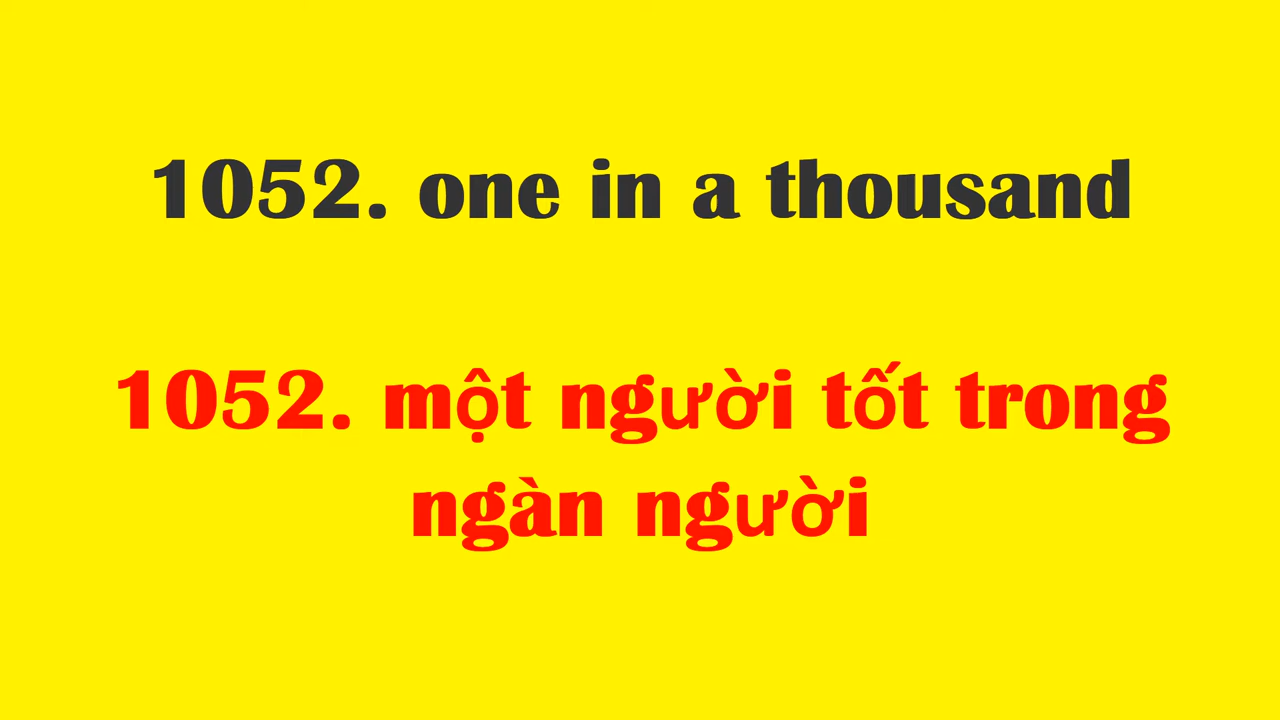 1052. one in a thousand
1052. một người tốt trong
ngàn người